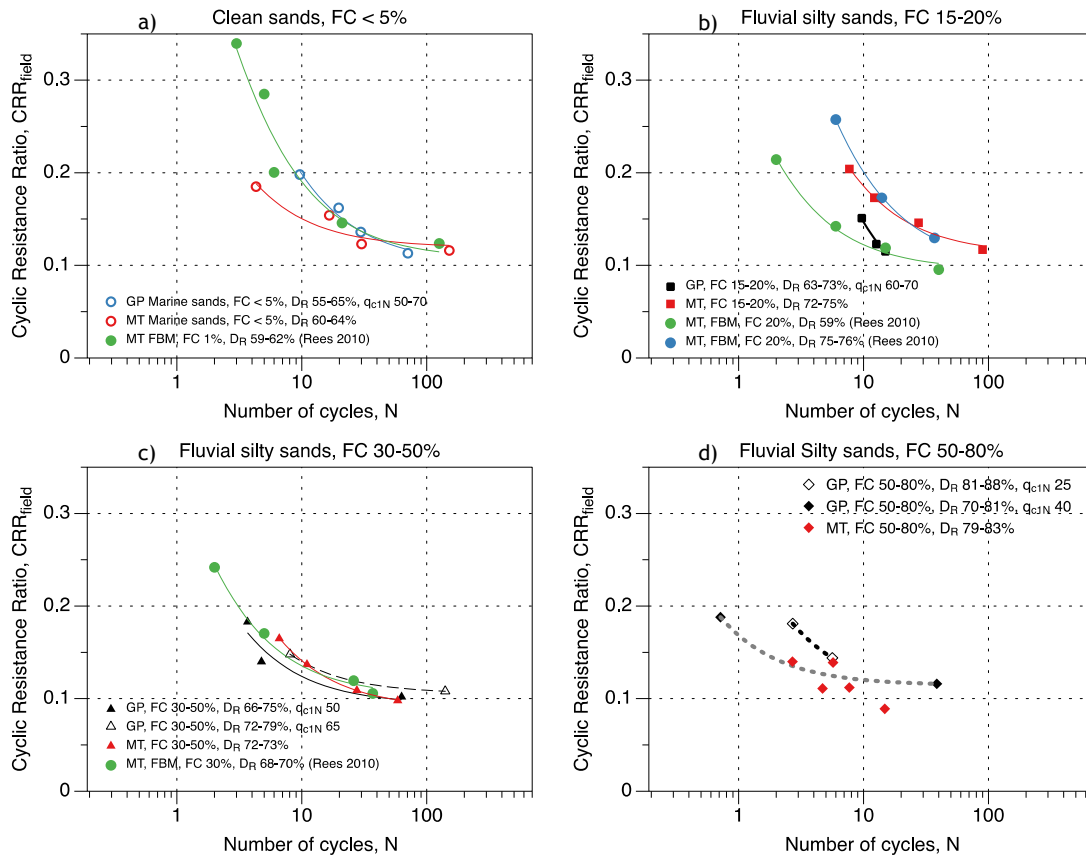 a)
Clean sands, FC < 5%
Cyclic Resistance Ratio, CRRfield
0.3
0.2
0.1
0
GP Marine sands, FC < 5%, DR 55-65%, qc1N 50-70
MT Marine sands, FC < 5%, DR 60-64%
MT FBM, FC 1%, DR 59-62% (Rees 2010)
1 10 100
Number of cycles, N
b)
Fluvial silty sands, FC 15-20%
Cyclic Resistance Ratio, CRRfield
0.3
0.2
0.1
0
GP, FC 15-20%, DR 63-73%, qc1N 60-70
MT, FC 15-20%, DR 72-75%
MT, FBM, FC 20%, DR 59% (Rees 2010)
MT, FBM, FC 20%, DR 75-76% (Rees 2010)
1 10 100
Number of cycles, N
c)
Fluvial silty sands, FC 30-50%
Cyclic Resistance Ratio, CRRfield
0.3
0.2
0.1
0
GP, FC 30-50%, DR 66-75%, qc1N 50
GP, FC 30-50%, DR 72-79%, qc1N 65
MT, FC 30-50%, DR 72-73%
MT, FBM, FC 30%, DR 68-70% (Rees 2010)
1 10 100
Number of cycles, N
d)
Fluvial Silty sands, FC 50-80%
GP, FC 50-80%, DR 81-88%, qc1N 25
GP, FC 50-80%, DR 70-81%, qc1N 40
MT, FC 50-80%, DR 79-83%
Cyclic Resistance Ratio, CRRfield
0.3
0.2
0.1
0
1 10 100
Number of cycles, N